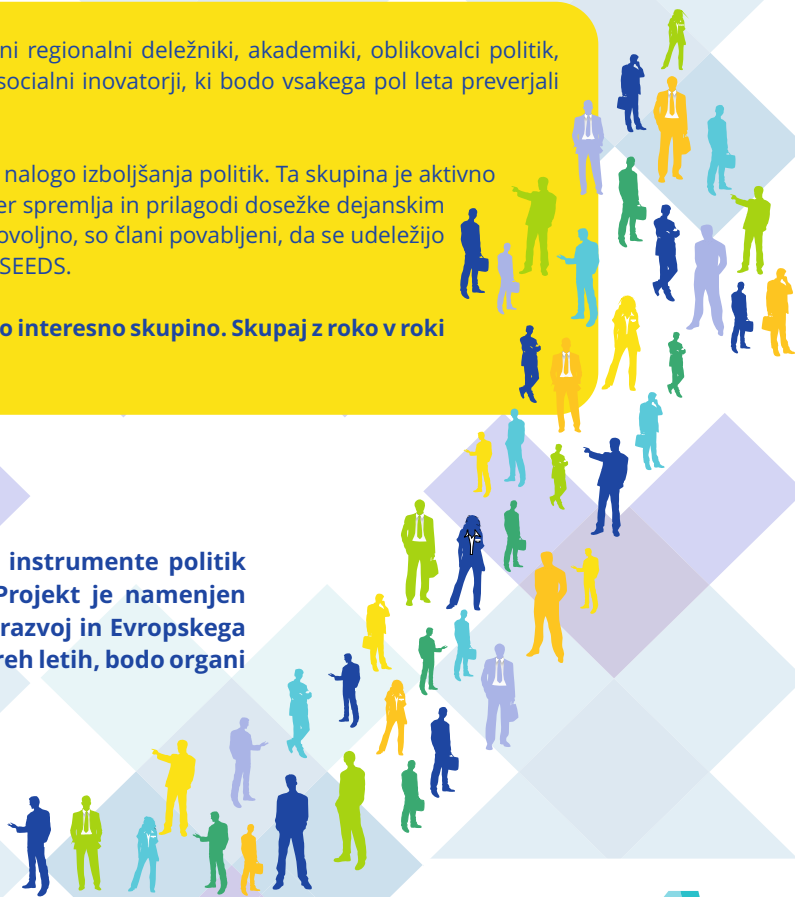 ni regionalni deležniki, akademiki, oblikovalci politik,
socialni inovatorji, ki bodo vsakega pol leta preverjali
nalogo izboljšanja politik. Ta skupina je aktivno
er spremlja in prilagodi dosežke dejanskim
ovoljno, so člani povabljeni, da se udeležijo
SEEDS.
o interesno skupino. Skupaj z roko v roki
instrumente politik
Projekt je namenjen
razvoj in Evropskega
reh letih, bodo organi